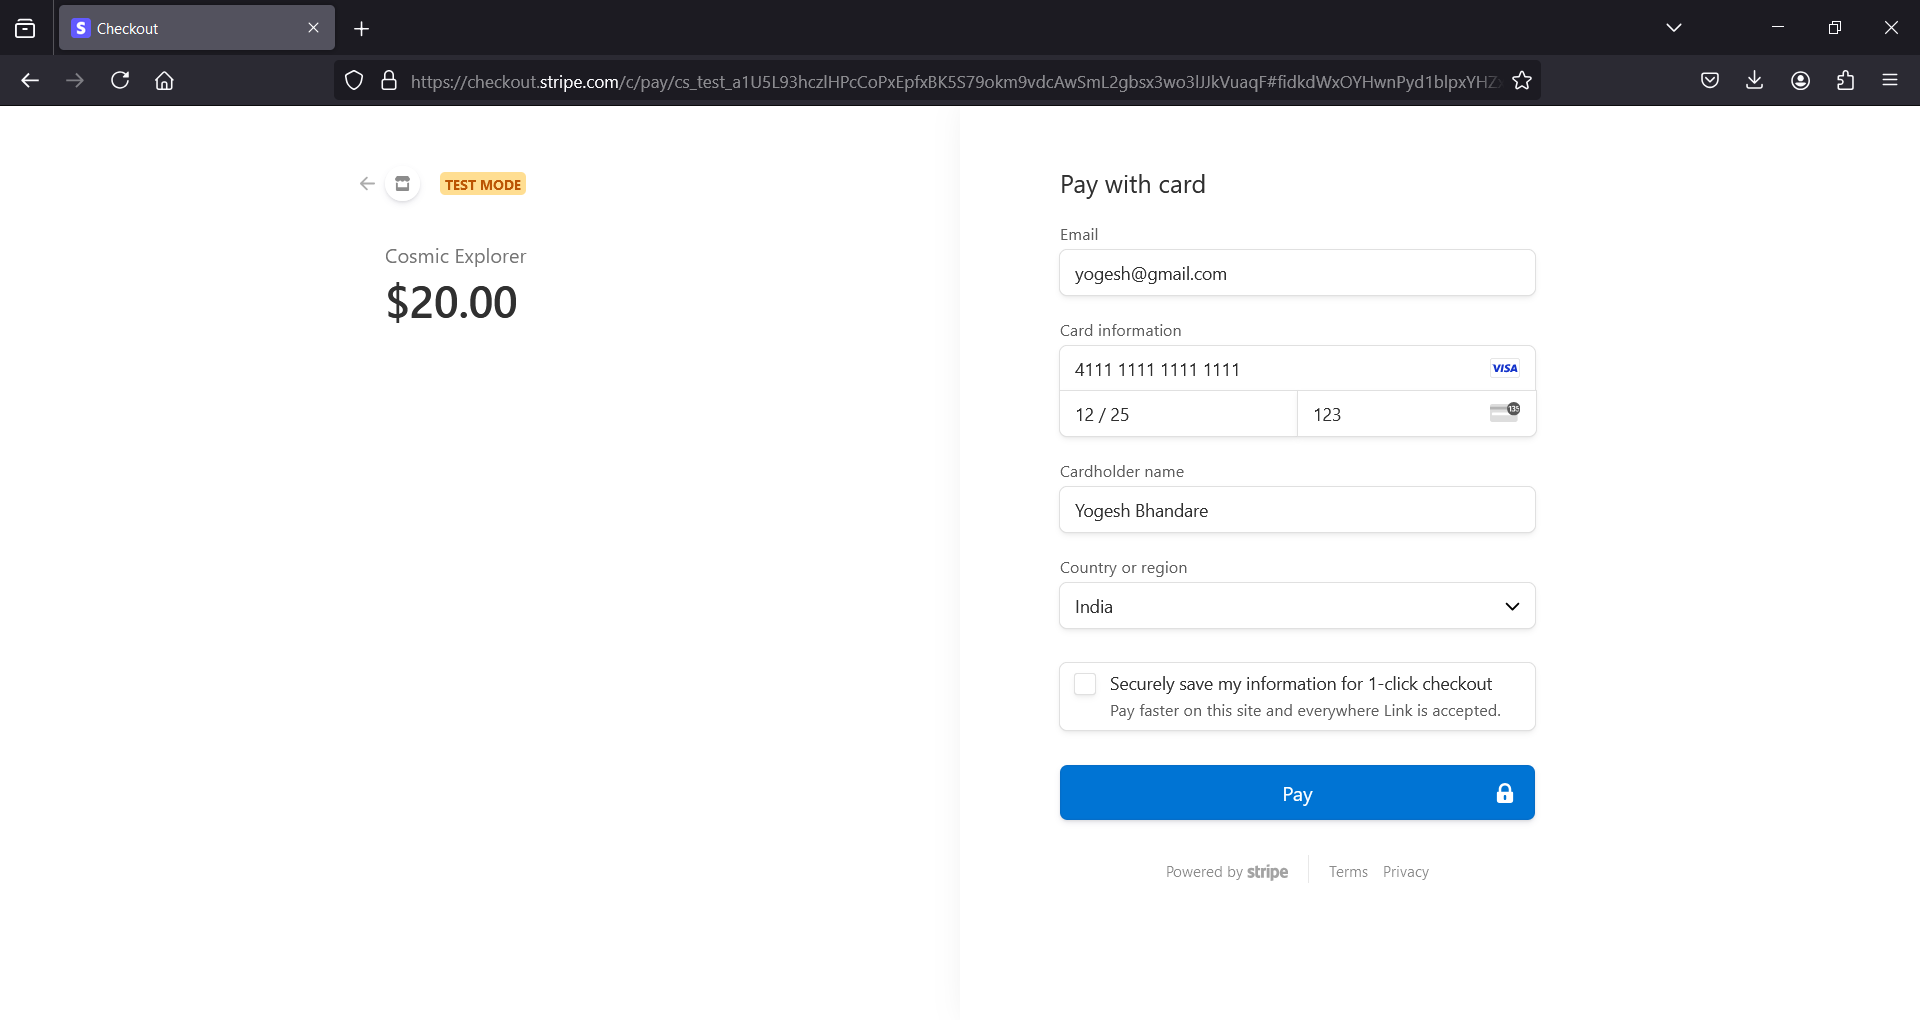 Checkout
https://checkout.stripe.com/c/pay/cs_test_a1U5L93hczlHPcCoPxEpfxBK5S79okm9vdcAwSmL2gbsx3wo3lJJkVuaqF#fidkdWxOYHwnPyd1blpxYHZ
TEST MODE
Cosmic Explorer
$20.00
Pay with card
Email
yogesh@gmail.com
Card information
4111 1111 1111 1111
VISA
12 / 25
123
135
Cardholder name
Yogesh Bhandare
Country or region
India
Securely save my information for 1-click checkout
Pay faster on this site and everywhere Link is accepted.
Pay
Powered by stripe
Terms Privacy